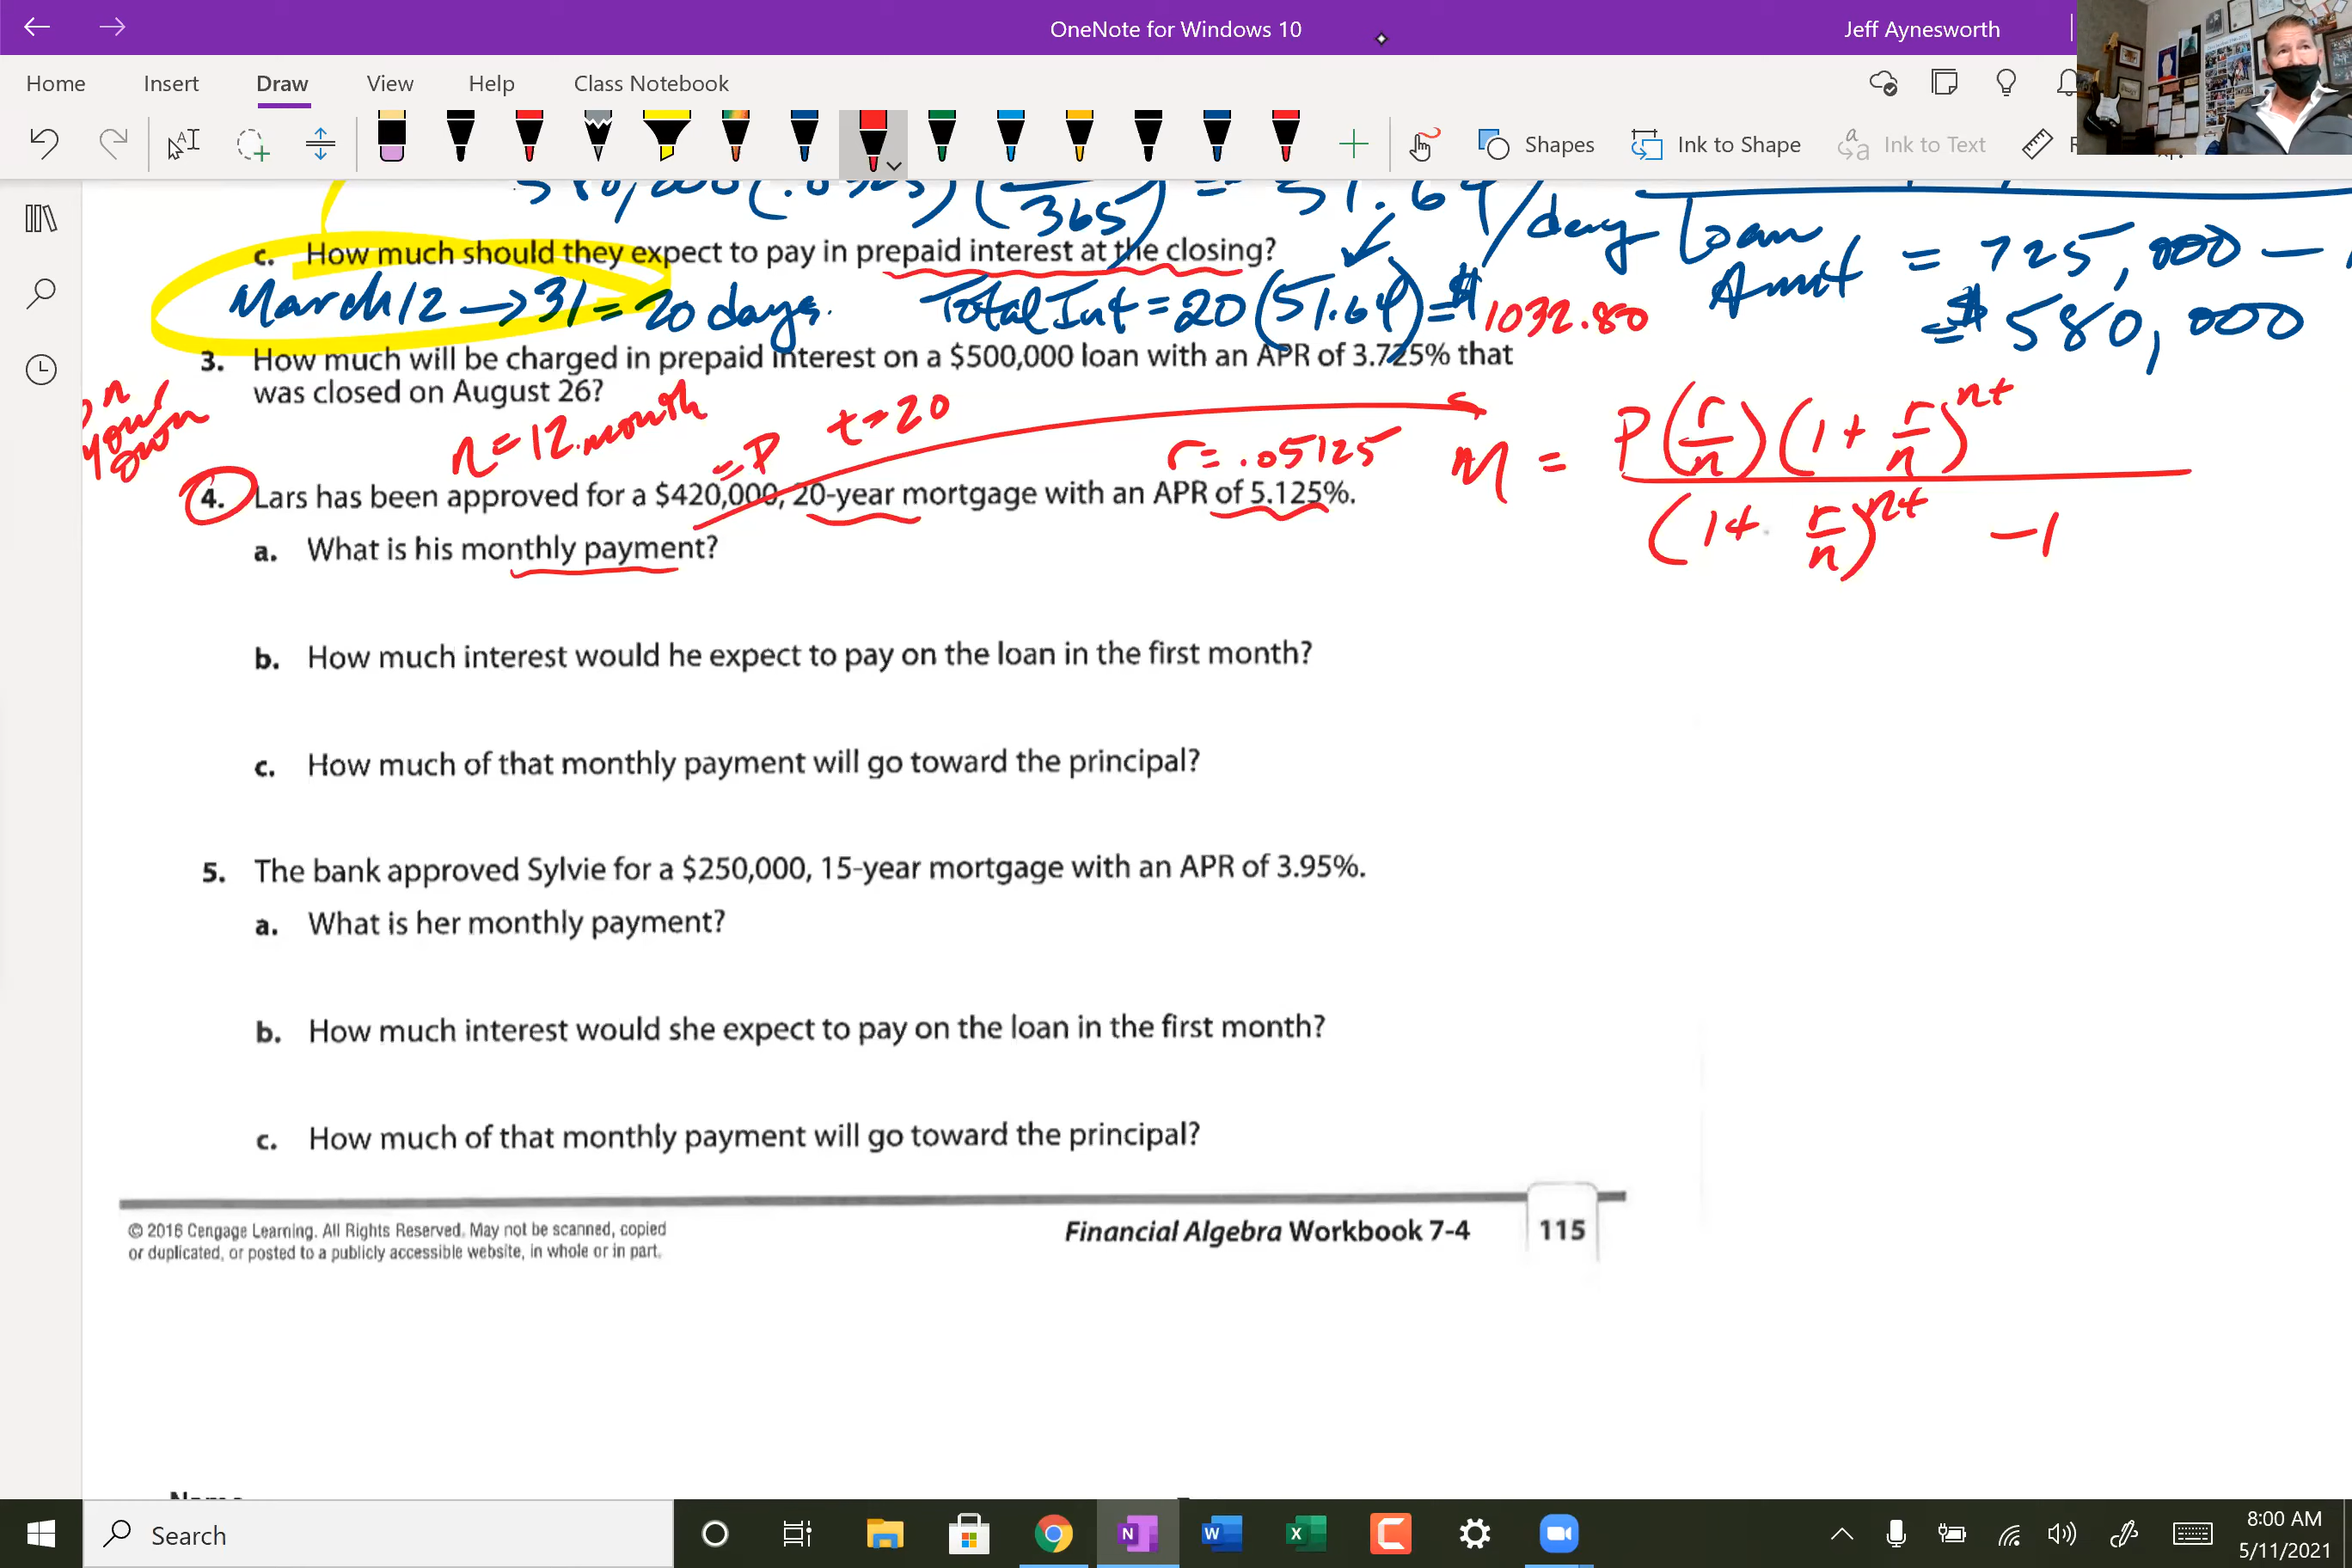 OneNote for Windows 10
Jeff Aynesworth
Home Insert Draw View Help Class Notebook
Shapes Ink to Shape Ink to Text
365 = 51.64/day
c. How much should they expect to pay in prepaid interest at the closing?
March 12 → 31 = 20 days. Total Int = 20 (51.64) = $1032.80
Loan Amnt = 725,000 –
= $580,000
3. How much will be charged in prepaid interest on a $500,000 loan with an APR of 3.725% that
was closed on August 26?
on your own
n = 12 month = P t = 20 r = .05125
M = P(r/n)(1 + r/n)^nt
(1 + r/n)^nt - 1
4. Lars has been approved for a $420,000, 20-year mortgage with an APR of 5.125%.
a. What is his monthly payment?
b. How much interest would he expect to pay on the loan in the first month?
c. How much of that monthly payment will go toward the principal?
5. The bank approved Sylvie for a $250,000, 15-year mortgage with an APR of 3.95%.
a. What is her monthly payment?
b. How much interest would she expect to pay on the loan in the first month?
c. How much of that monthly payment will go toward the principal?
© 2016 Cengage Learning. All Rights Reserved. May not be scanned, copied
or duplicated, or posted to a publicly accessible website, in whole or in part.
Financial Algebra Workbook 7-4 115
Search
8:00 AM
5/11/2021